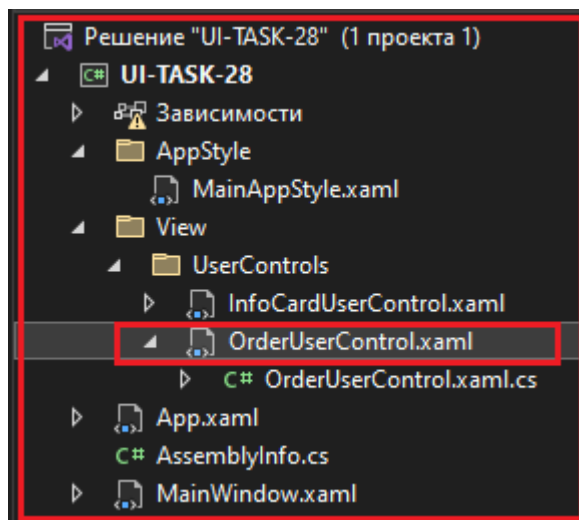 Решение "UI-TASK-28" (1 проекта 1)
C# UI-TASK-28
Зависимости
AppStyle
MainAppStyle.xaml
View
UserControls
InfoCardUserControl.xaml
OrderUserControl.xaml
C# OrderUserControl.xaml.cs
App.xaml
C# AssemblyInfo.cs
MainWindow.xaml